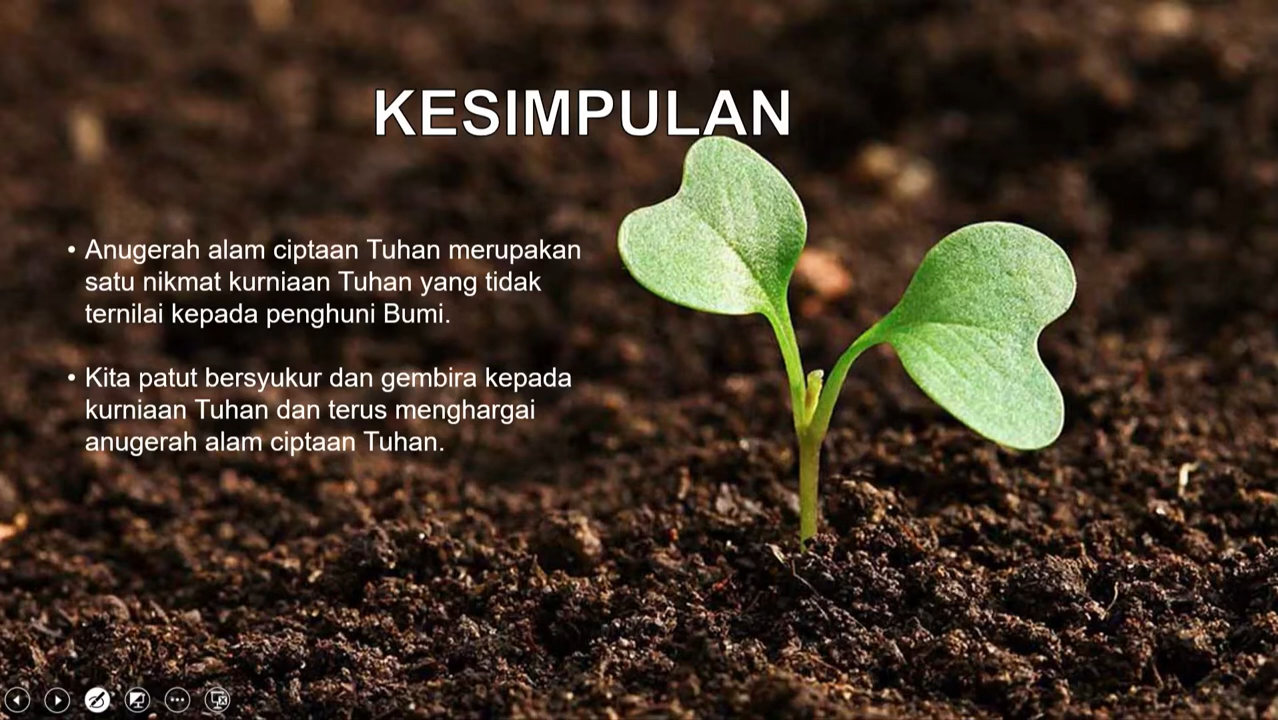 KESIMPULAN
• Anugerah alam ciptaan Tuhan merupakan
satu nikmat kurniaan Tuhan yang tidak
ternilai kepada penghuni Bumi.
• Kita patut bersyukur dan gembira kepada
kurniaan Tuhan dan terus menghargai
anugerah alam ciptaan Tuhan.